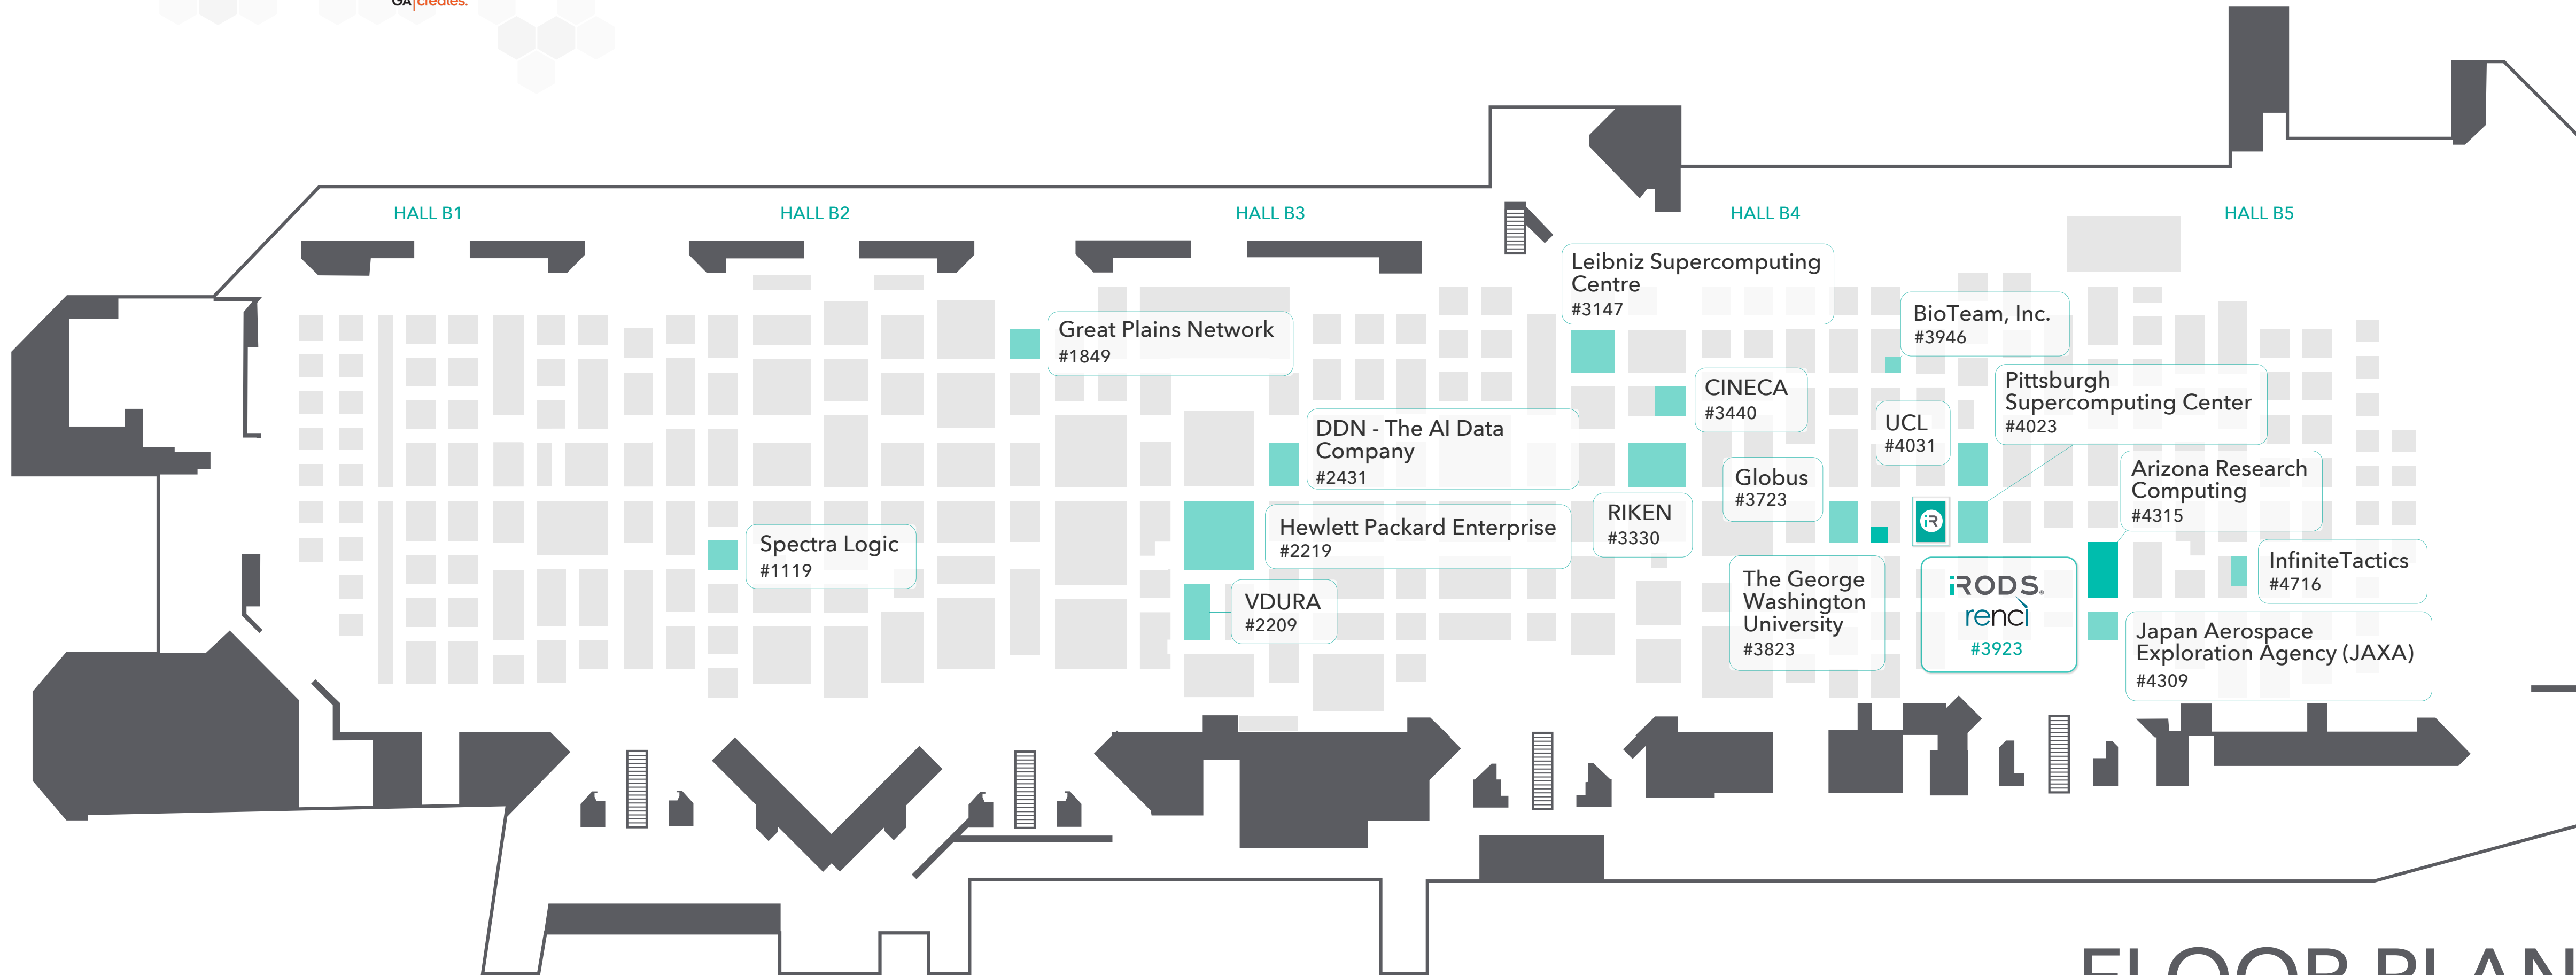 GA|creates.
HALL B1
HALL B2
HALL B3
HALL B4
HALL B5
Leibniz Supercomputing
Centre
#3147
BioTeam, Inc.
#3946
Great Plains Network
#1849
Pittsburgh
Supercomputing Center
#4023
CINECA
#3440
DDN - The AI Data
Company
#2431
UCL
#4031
Arizona Research
Computing
#4315
Globus
#3723
RIKEN
#3330
Hewlett Packard Enterprise
#2219
iR
Spectra Logic
#1119
InfiniteTactics
#4716
The George
Washington
University
#3823
iRODS®
renci
#3923
VDURA
#2209
Japan Aerospace
Exploration Agency (JAXA)
#4309
FLOOR PLAN